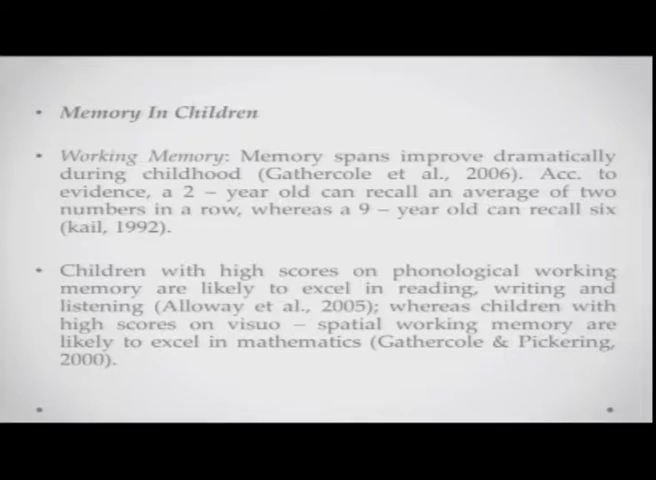 • Memory In Children
• Working Memory: Memory spans improve dramatically
during childhood (Gathercole et al., 2006). Acc. to
evidence, a 2 – year old can recall an average of two
numbers in a row, whereas a 9 – year old can recall six
(kail, 1992).
• Children with high scores on phonological working
memory are likely to excel in reading, writing and
listening (Alloway et al., 2005); whereas children with
high scores on visuo – spatial working memory are
likely to excel in mathematics (Gathercole & Pickering,
2000).